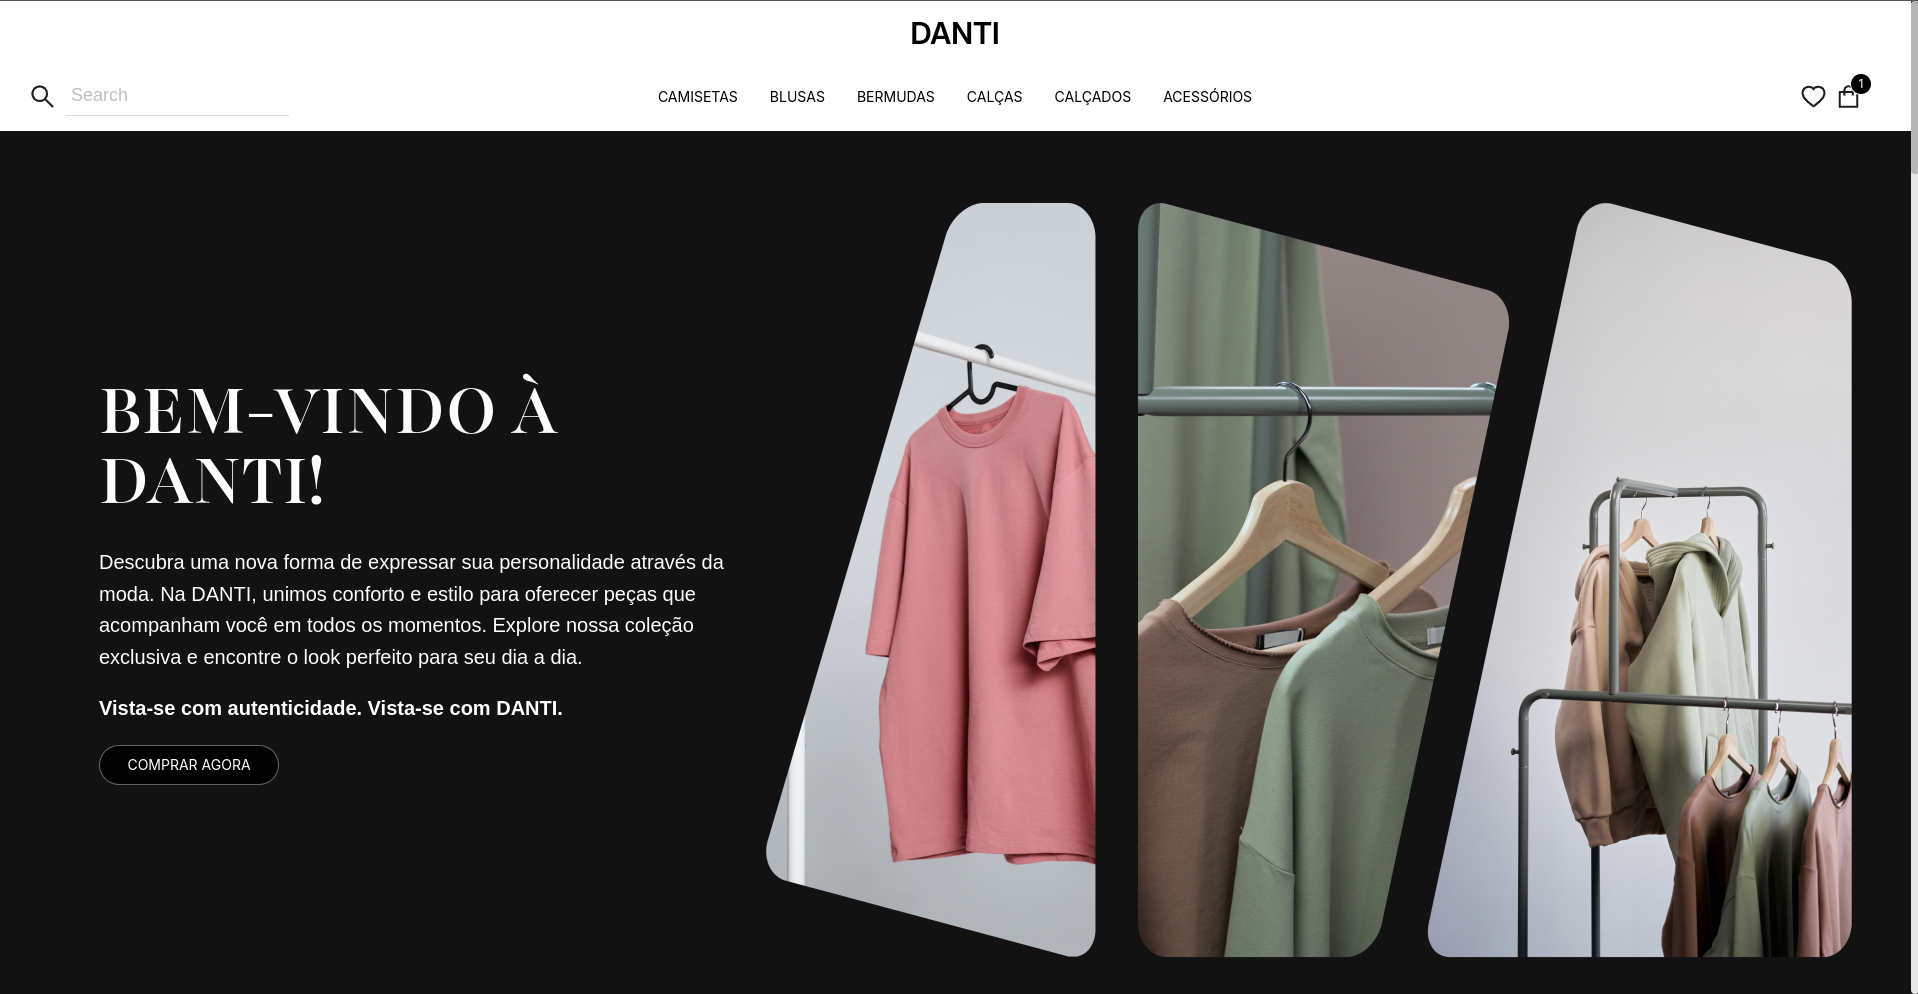 DANTI
Search
CAMISETAS BLUSAS BERMUDAS CALÇAS CALÇADOS ACESSÓRIOS
1
BEM-VINDO À
DANTI!
Descubra uma nova forma de expressar sua personalidade através da
moda. Na DANTI, unimos conforto e estilo para oferecer peças que
acompanham você em todos os momentos. Explore nossa coleção
exclusiva e encontre o look perfeito para seu dia a dia.
Vista-se com autenticidade. Vista-se com DANTI.
COMPRAR AGORA